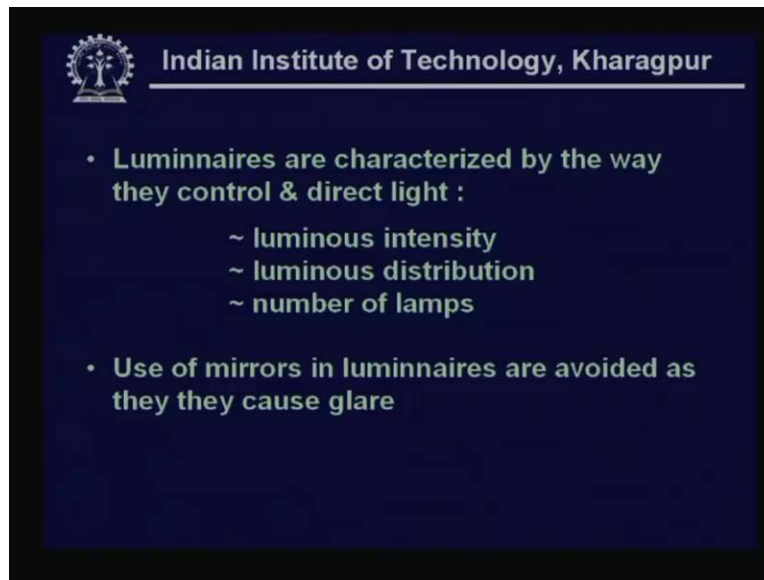 Indian Institute of Technology, Kharagpur
• Luminnaires are characterized by the way
they control & direct light :
~ luminous intensity
~ luminous distribution
~ number of lamps
• Use of mirrors in luminnaires are avoided as
they they cause glare